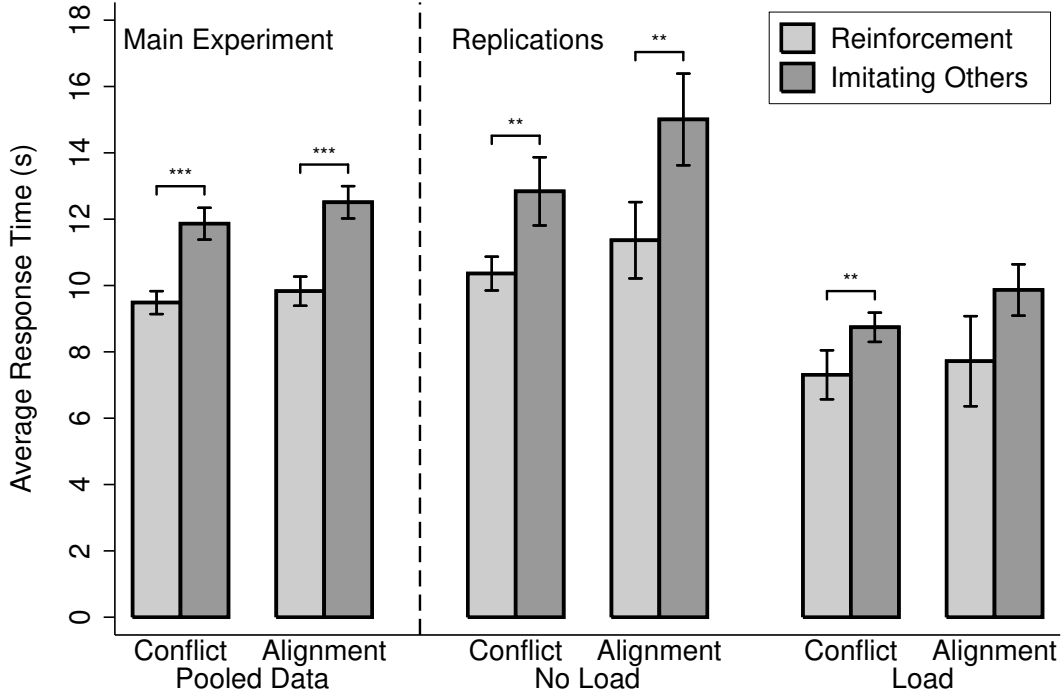 Main Experiment
Replications
Reinforcement
Imitating Others
Average Response Time (s)
18
16
14
12
10
8
6
4
2
0
***
***
**
**
**
Conflict Alignment Conflict Alignment Conflict Alignment
Pooled Data No Load Load